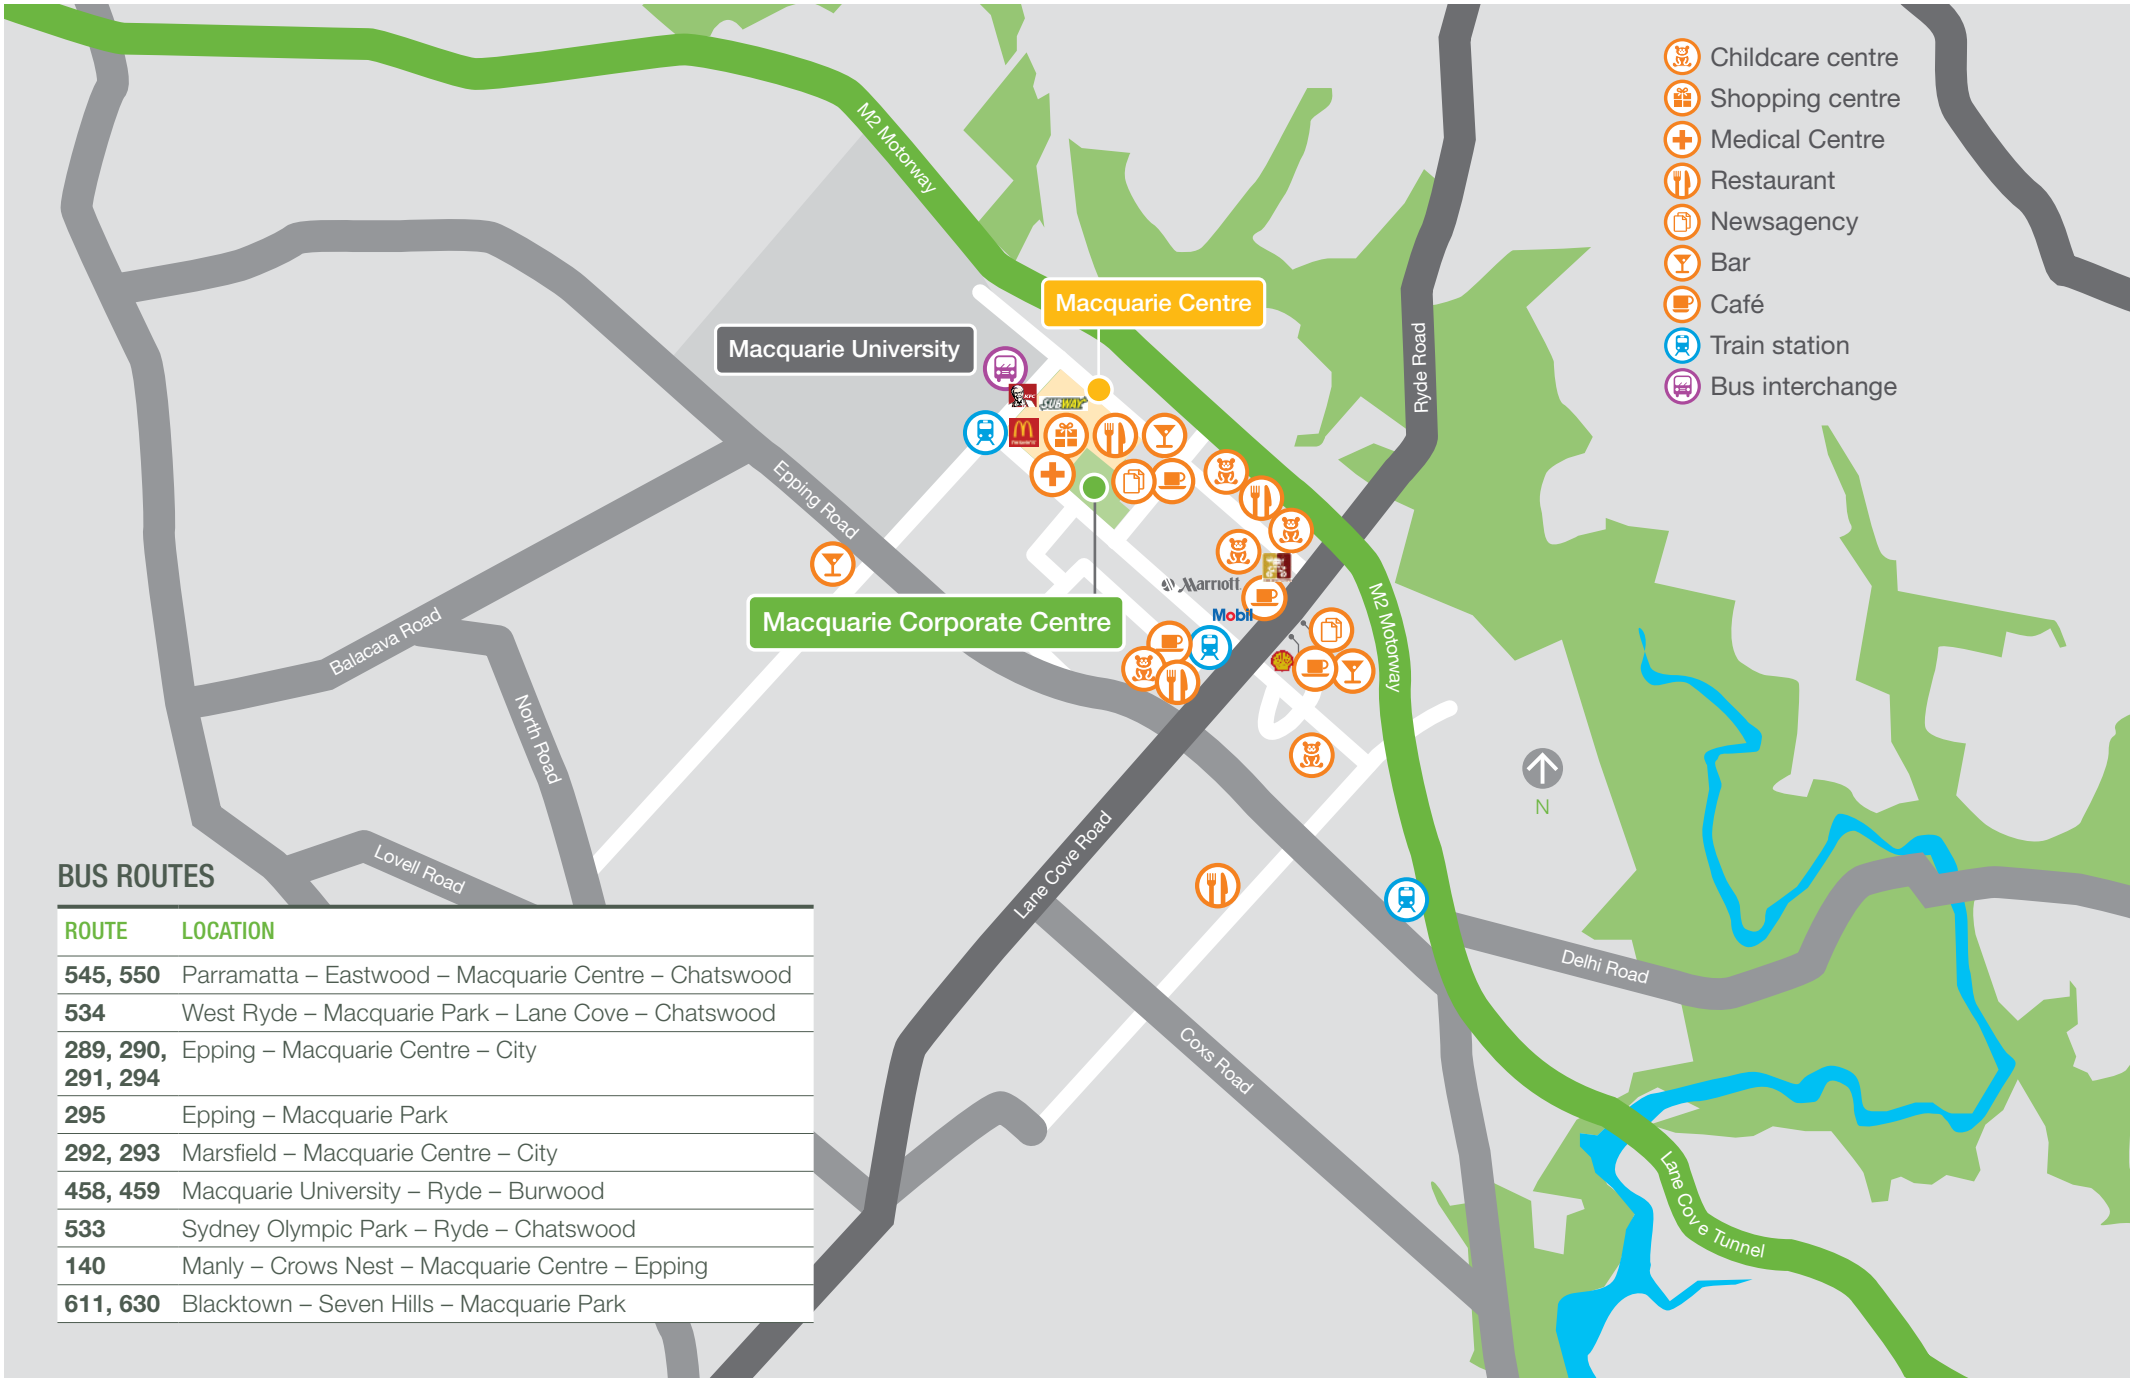 Childcare centre
Shopping centre
Medical Centre
Restaurant
Newsagency
Bar
Café
Train station
Bus interchange
M2 Motorway
Macquarie Centre
Macquarie University
Ryde Road
KFC
SUBWAY
Epping Road
Marriott
Mobil
Macquarie Corporate Centre
M2 Motorway
Balacava Road
North Road
N
Lovell Road
Lane Cove Road
Delhi Road
Coxs Road
Lane Cove Tunnel
BUS ROUTES
ROUTE LOCATION
545, 550 Parramatta – Eastwood – Macquarie Centre – Chatswood
534 West Ryde – Macquarie Park – Lane Cove – Chatswood
289, 290, Epping – Macquarie Centre – City
291, 294
295 Epping – Macquarie Park
292, 293 Marsfield – Macquarie Centre – City
458, 459 Macquarie University – Ryde – Burwood
533 Sydney Olympic Park – Ryde – Chatswood
140 Manly – Crows Nest – Macquarie Centre – Epping
611, 630 Blacktown – Seven Hills – Macquarie Park